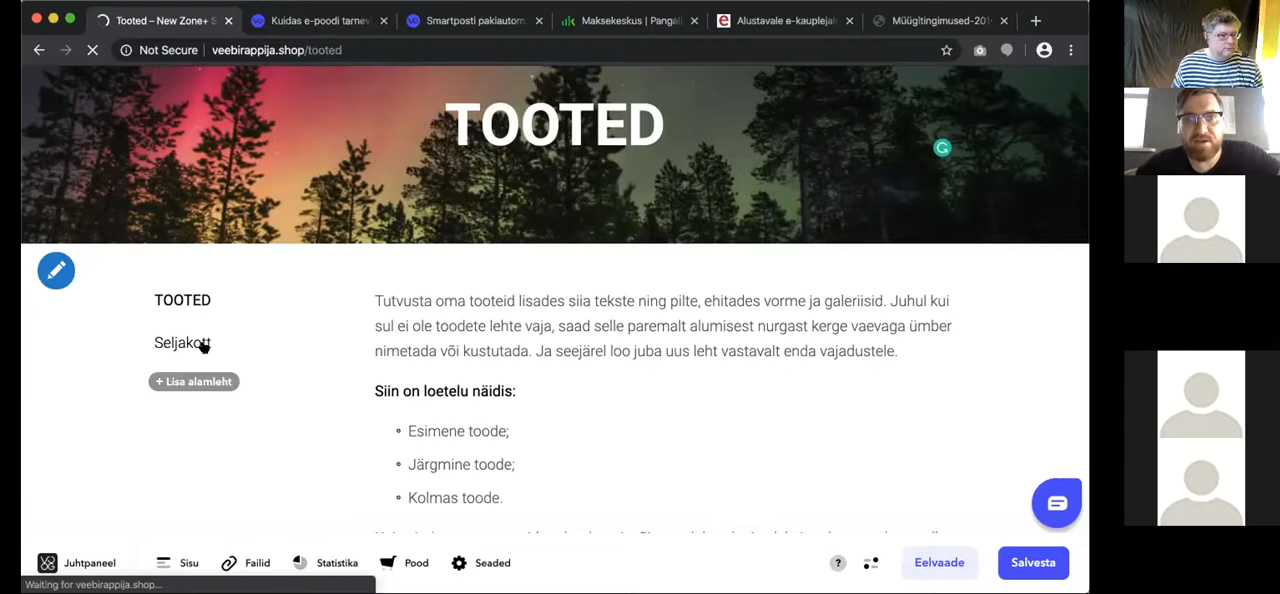 Tooted – New Zone+ S
Kuidas e-poodi tarnev
Smartposti pakiautom
Maksekeskus | Pangali
Alustavale e-kauplejale
Müügitingimused-201
Not Secure | veebirappija.shop/tooted
TOOTED
TOOTED
Seljakott
+ Lisa alamleht
Tutvusta oma tooteid lisades siia tekste ning pilte, ehitades vorme ja galeriisid. Juhul kui
sul ei ole toodete lehte vaja, saad selle paremalt alumisest nurgast kerge vaevaga ümber
nimetada või kustutada. Ja seejärel loo juba uus leht vastavalt enda vajadustele.
Siin on loetelu näidis:
Esimene toode;
Järgmine toode;
Kolmas toode.
Juhtpaneel
Sisu
Failid
Statistika
Pood
Seaded
?
Eelvaade
Salvesta
Waiting for veebirappija.shop...